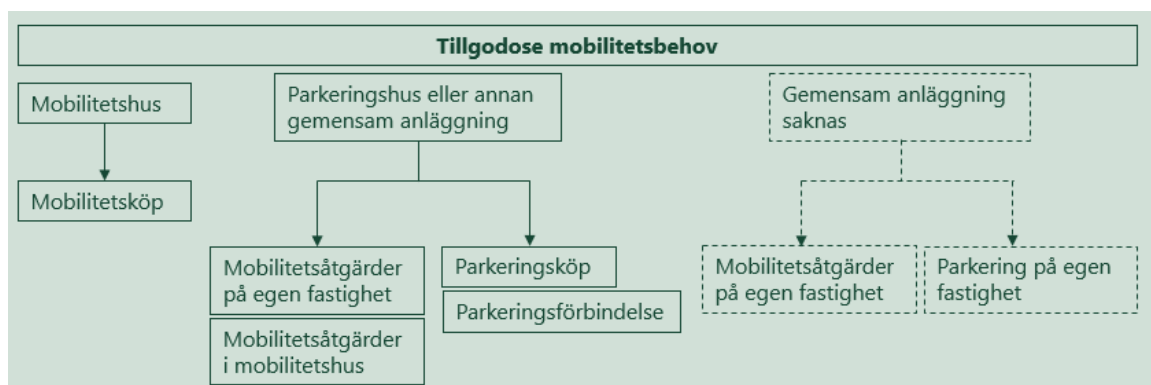 Tillgodose mobilitetsbehov
Mobilitetshus
Mobilitetsköp
Parkeringshus eller annan
gemensam anläggning
Mobilitetsåtgärder
på egen fastighet
Mobilitetsåtgärder
i mobilitetshus
Parkeringsköp
Parkeringsförbindelse
Gemensam anläggning
saknas
Mobilitetsåtgärder
på egen fastighet
Parkering på egen
fastighet